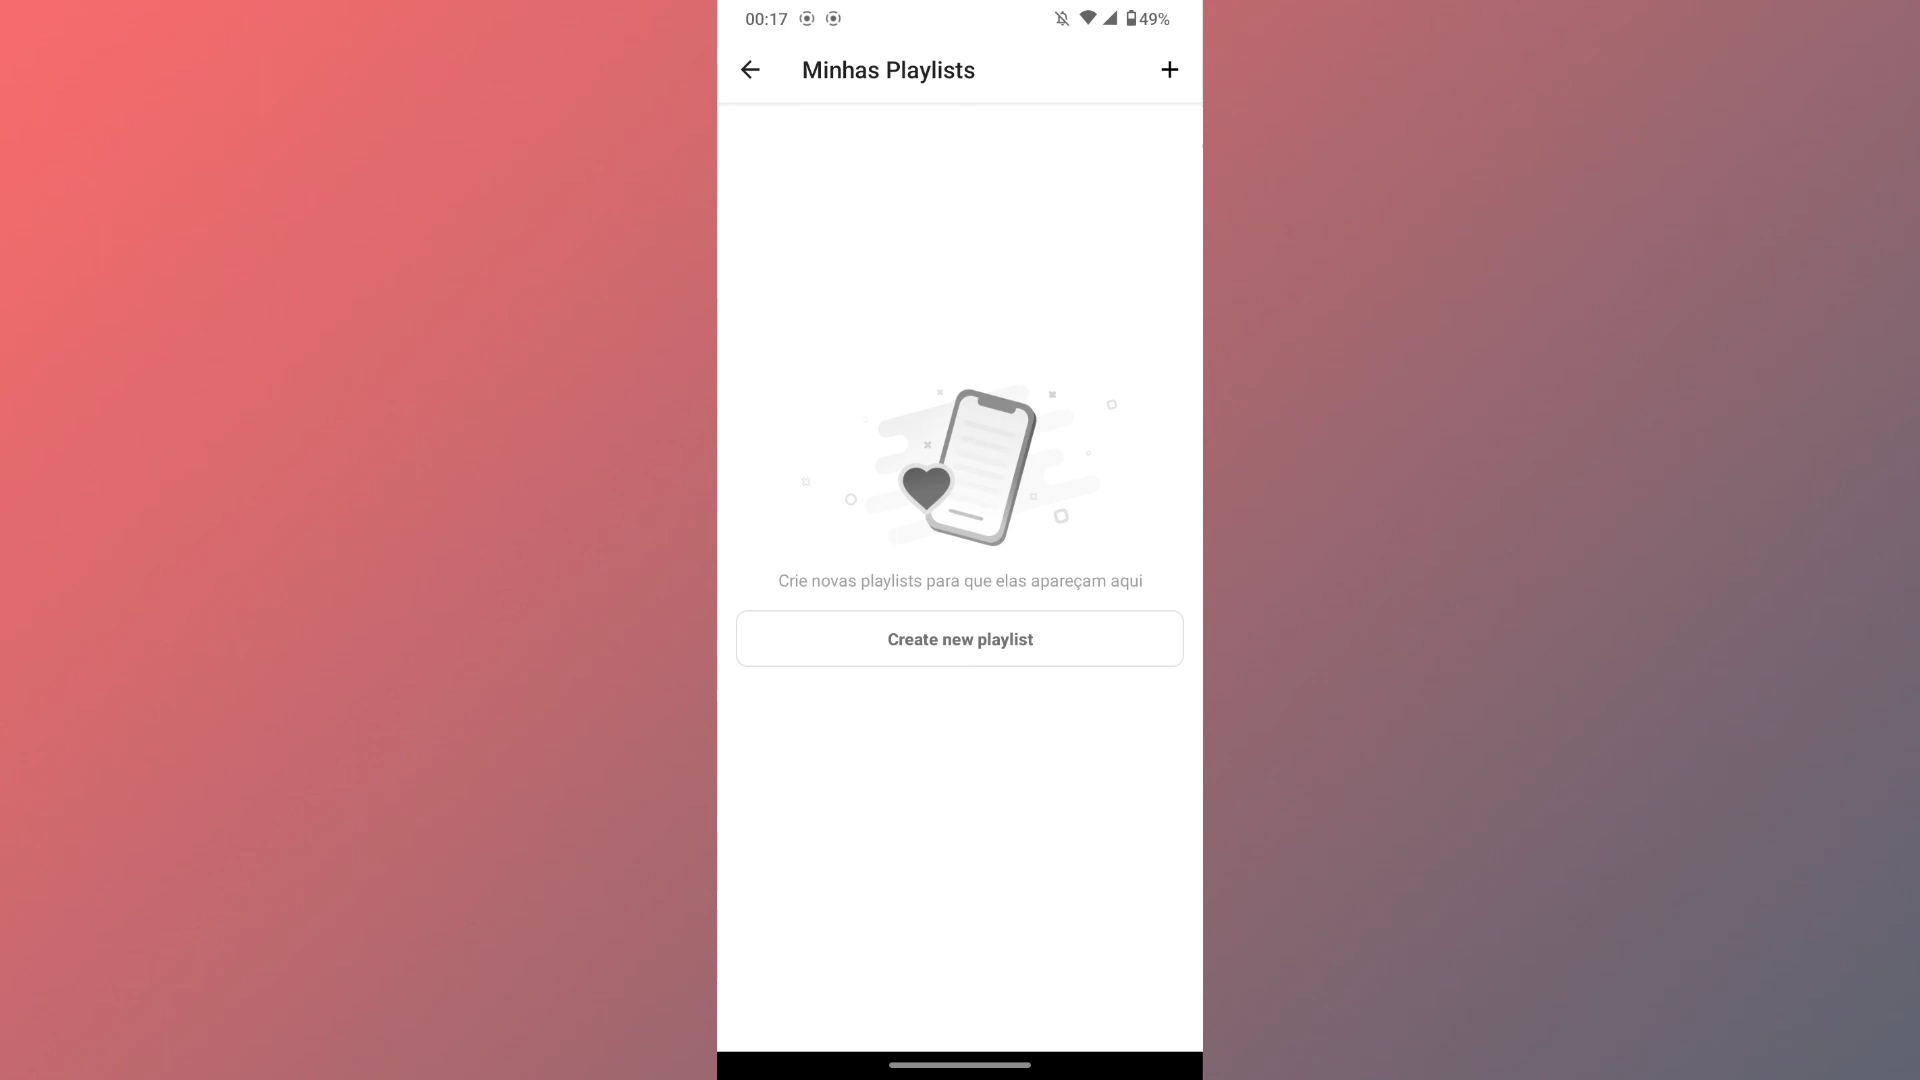 00:17 49%
Minhas Playlists
Crie novas playlists para que elas apareçam aqui
Create new playlist